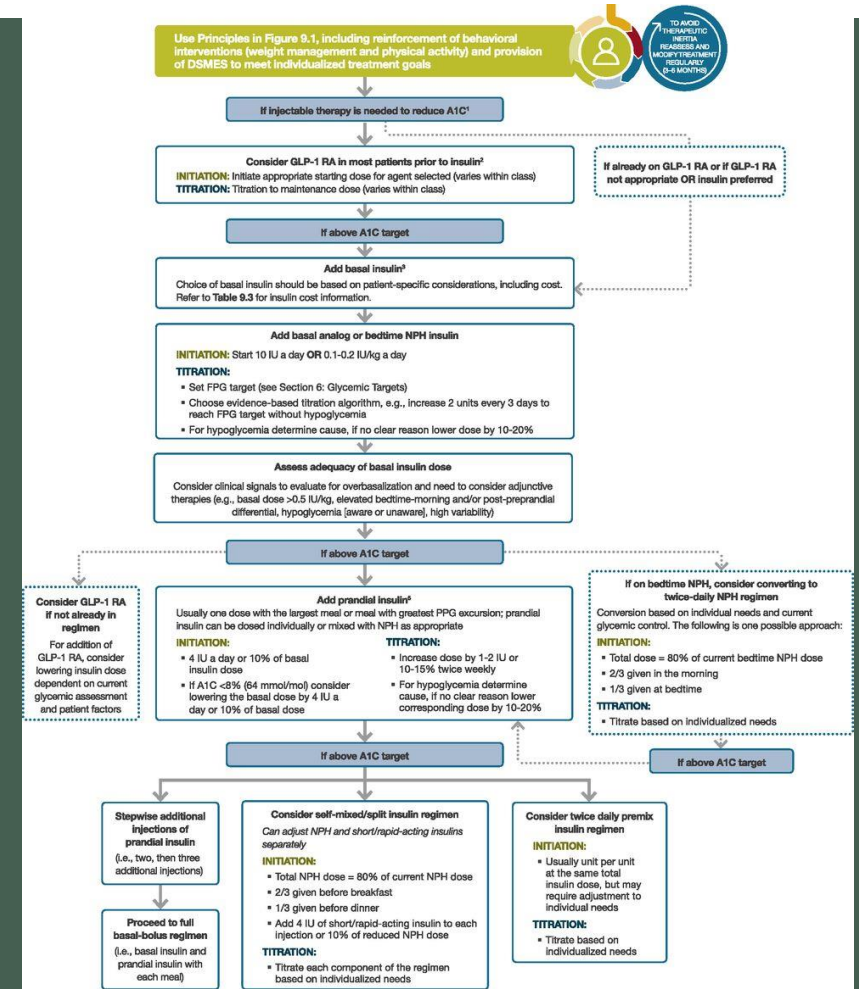 Use Principles in Figure 9.1, including reinforcement of behavioral
interventions (weight management and physical activity) and provision
of DSMES to meet individualized treatment goals
TO AVOID
THERAPEUTIC
INERTIA
REASSESS AND
MODIFY TREATMENT
REGULARLY
(3-6 MONTHS)
If injectable therapy is needed to reduce A1C¹
Consider GLP-1 RA in most patients prior to insulin²
INITIATION: Initiate appropriate starting dose for agent selected (varies within class)
TITRATION: Titration to maintenance dose (varies within class)
If already on GLP-1 RA or if GLP-1 RA
not appropriate OR insulin preferred
If above A1C target
Add basal insulin³
Choice of basal insulin should be based on patient-specific considerations, including cost.
Refer to Table 9.3 for insulin cost information.
Add basal analog or bedtime NPH insulin
INITIATION: Start 10 IU a day OR 0.1-0.2 IU/kg a day
TITRATION:
▪ Set FPG target (see Section 6: Glycemic Targets)
▪ Choose evidence-based titration algorithm, e.g., increase 2 units every 3 days to
reach FPG target without hypoglycemia
▪ For hypoglycemia determine cause, if no clear reason lower dose by 10-20%
Assess adequacy of basal insulin dose
Consider clinical signals to evaluate for overbasalization and need to consider adjunctive
therapies (e.g., basal dose >0.5 IU/kg, elevated bedtime-morning and/or post-preprandial
differential, hypoglycemia [aware or unaware], high variability)
If above A1C target
Consider GLP-1 RA
if not already in
regimen
For addition of
GLP-1 RA, consider
lowering insulin dose
dependent on current
glycemic assessment
and patient factors
Add prandial insulin⁵
Usually one dose with the largest meal or meal with greatest PPG excursion; prandial
insulin can be dosed individually or mixed with NPH as appropriate
INITIATION:
▪ 4 IU a day or 10% of basal
insulin dose
▪ If A1C <8% (64 mmol/mol) consider
lowering the basal dose by 4 IU a
day or 10% of basal dose
TITRATION:
▪ Increase dose by 1-2 IU or
10-15% twice weekly
▪ For hypoglycemia determine
cause, if no clear reason lower
corresponding dose by 10-20%
If on bedtime NPH, consider converting to
twice-daily NPH regimen
Conversion based on individual needs and current
glycemic control. The following is one possible approach:
INITIATION:
▪ Total dose = 80% of current bedtime NPH dose
▪ 2/3 given in the morning
▪ 1/3 given at bedtime
TITRATION:
▪ Titrate based on individualized needs
If above A1C target
If above A1C target
Stepwise additional
injections of
prandial insulin
(i.e., two, then three
additional injections)
Proceed to full
basal-bolus regimen
(i.e., basal insulin and
prandial insulin with
each meal)
Consider self-mixed/split insulin regimen
Can adjust NPH and short/rapid-acting insulins
separately
INITIATION:
▪ Total NPH dose = 80% of current NPH dose
▪ 2/3 given before breakfast
▪ 1/3 given before dinner
▪ Add 4 IU of short/rapid-acting insulin to each
injection or 10% of reduced NPH dose
TITRATION:
▪ Titrate each component of the regimen
based on individualized needs
Consider twice daily premix
insulin regimen
INITIATION:
▪ Usually unit per unit
at the same total
insulin dose, but may
require adjustment to
individual needs
TITRATION:
▪ Titrate based on
individualized needs